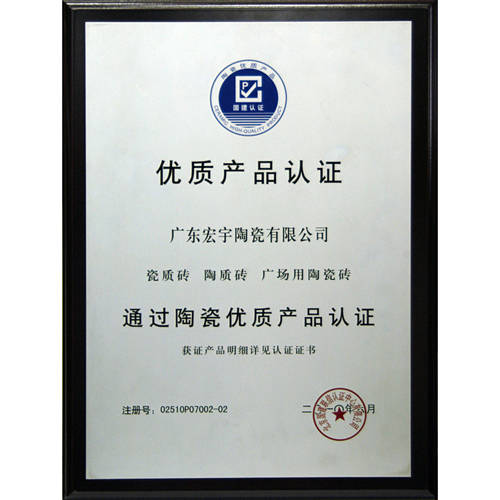 陶瓷优质产品
国建认证
CERAMIC HIGH-QUALITY PRODUCT
优质产品认证
广东宏宇陶瓷有限公司
瓷质砖 陶质砖 广场用陶瓷砖
通过陶瓷优质产品认证
获证产品明细详见认证证书
注册号：02510P07002-02
二 一〇年 月